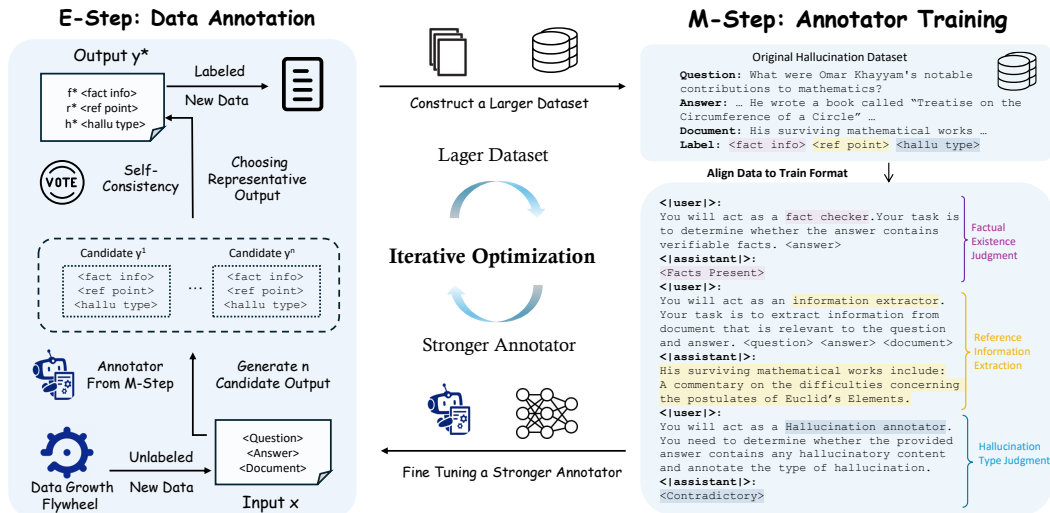 E-Step: Data Annotation
Output y*
f* <fact info>
r* <ref point>
h* <hallu type>
Labeled
New Data
VOTE
Self-
Consistency
Choosing
Representative
Output
Candidate y¹
<fact info>
<ref point>
<hallu type>
...
Candidate yⁿ
<fact info>
<ref point>
<hallu type>
Annotator
From M-Step
Generate n
Candidate Output
Data Growth
Flywheel
Unlabeled
New Data
<Question>
<Answer>
<Document>
Input x
Construct a Larger Dataset
Lager Dataset
Iterative Optimization
Stronger Annotator
Fine Tuning a Stronger Annotator
M-Step: Annotator Training
Original Hallucination Dataset
Question: What were Omar Khayyam's notable
contributions to mathematics?
Answer: … He wrote a book called “Treatise on the
Circumference of a Circle” …
Document: His surviving mathematical works …
Label: <fact info> <ref point> <hallu type>
Align Data to Train Format
<|user|>:
You will act as a fact checker.Your task is
to determine whether the answer contains
verifiable facts. <answer>
<|assistant|>:
<Facts Present>
Factual
Existence
Judgment
<|user|>:
You will act as an information extractor.
Your task is to extract information from
document that is relevant to the question
and answer. <question> <answer> <document>
<|assistant|>:
His surviving mathematical works include:
A commentary on the difficulties concerning
the postulates of Euclid’s Elements.
Reference
Information
Extraction
<|user|>:
You will act as a Hallucination annotator.
You need to determine whether the provided
answer contains any hallucinatory content
and annotate the type of hallucination.
<|assistant|>:
<Contradictory>
Hallucination
Type Judgment